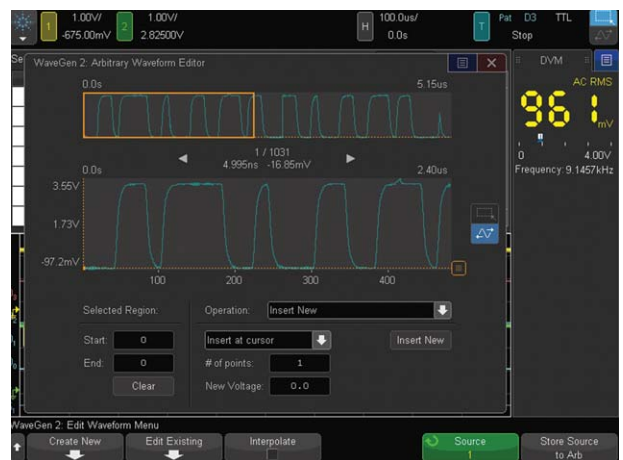 1 1.00V/ 2 1.00V/ H 100.0us/ T Pat D3 TTL
-675.00mV 2.82500V 0.0s Stop
WaveGen 2: Arbitrary Waveform Editor
0.0s 5.15us
1 / 1031
4.995ns -16.85mV
0.0s 2.40us
3.55V
1.73V
-97.2mV
100 200 300 400
Selected Region: Operation: Insert New
Start: 0 Insert at cursor Insert New
End: 0 # of points: 1
Clear New Voltage: 0.0
DVM
AC RMS
961 mV
0 4.00V
Frequency: 9.1457kHz
WaveGen 2: Edit Waveform Menu
Create New Edit Existing Interpolate Source Store Source
1 to Arb